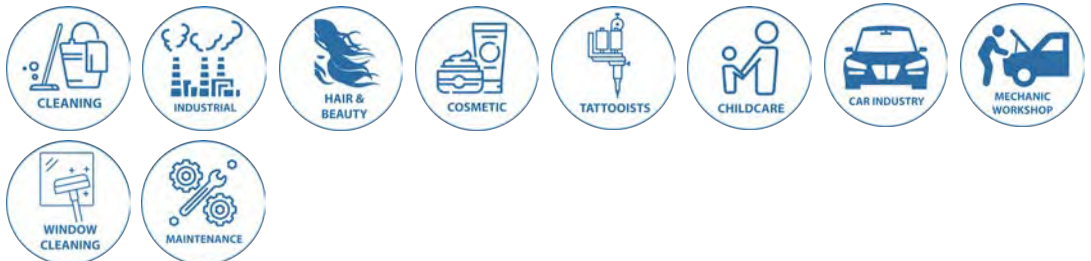 CLEANING
INDUSTRIAL
HAIR &
BEAUTY
COSMETIC
TATTOOISTS
CHILDCARE
CAR INDUSTRY
MECHANIC
WORKSHOP
WINDOW
CLEANING
MAINTENANCE